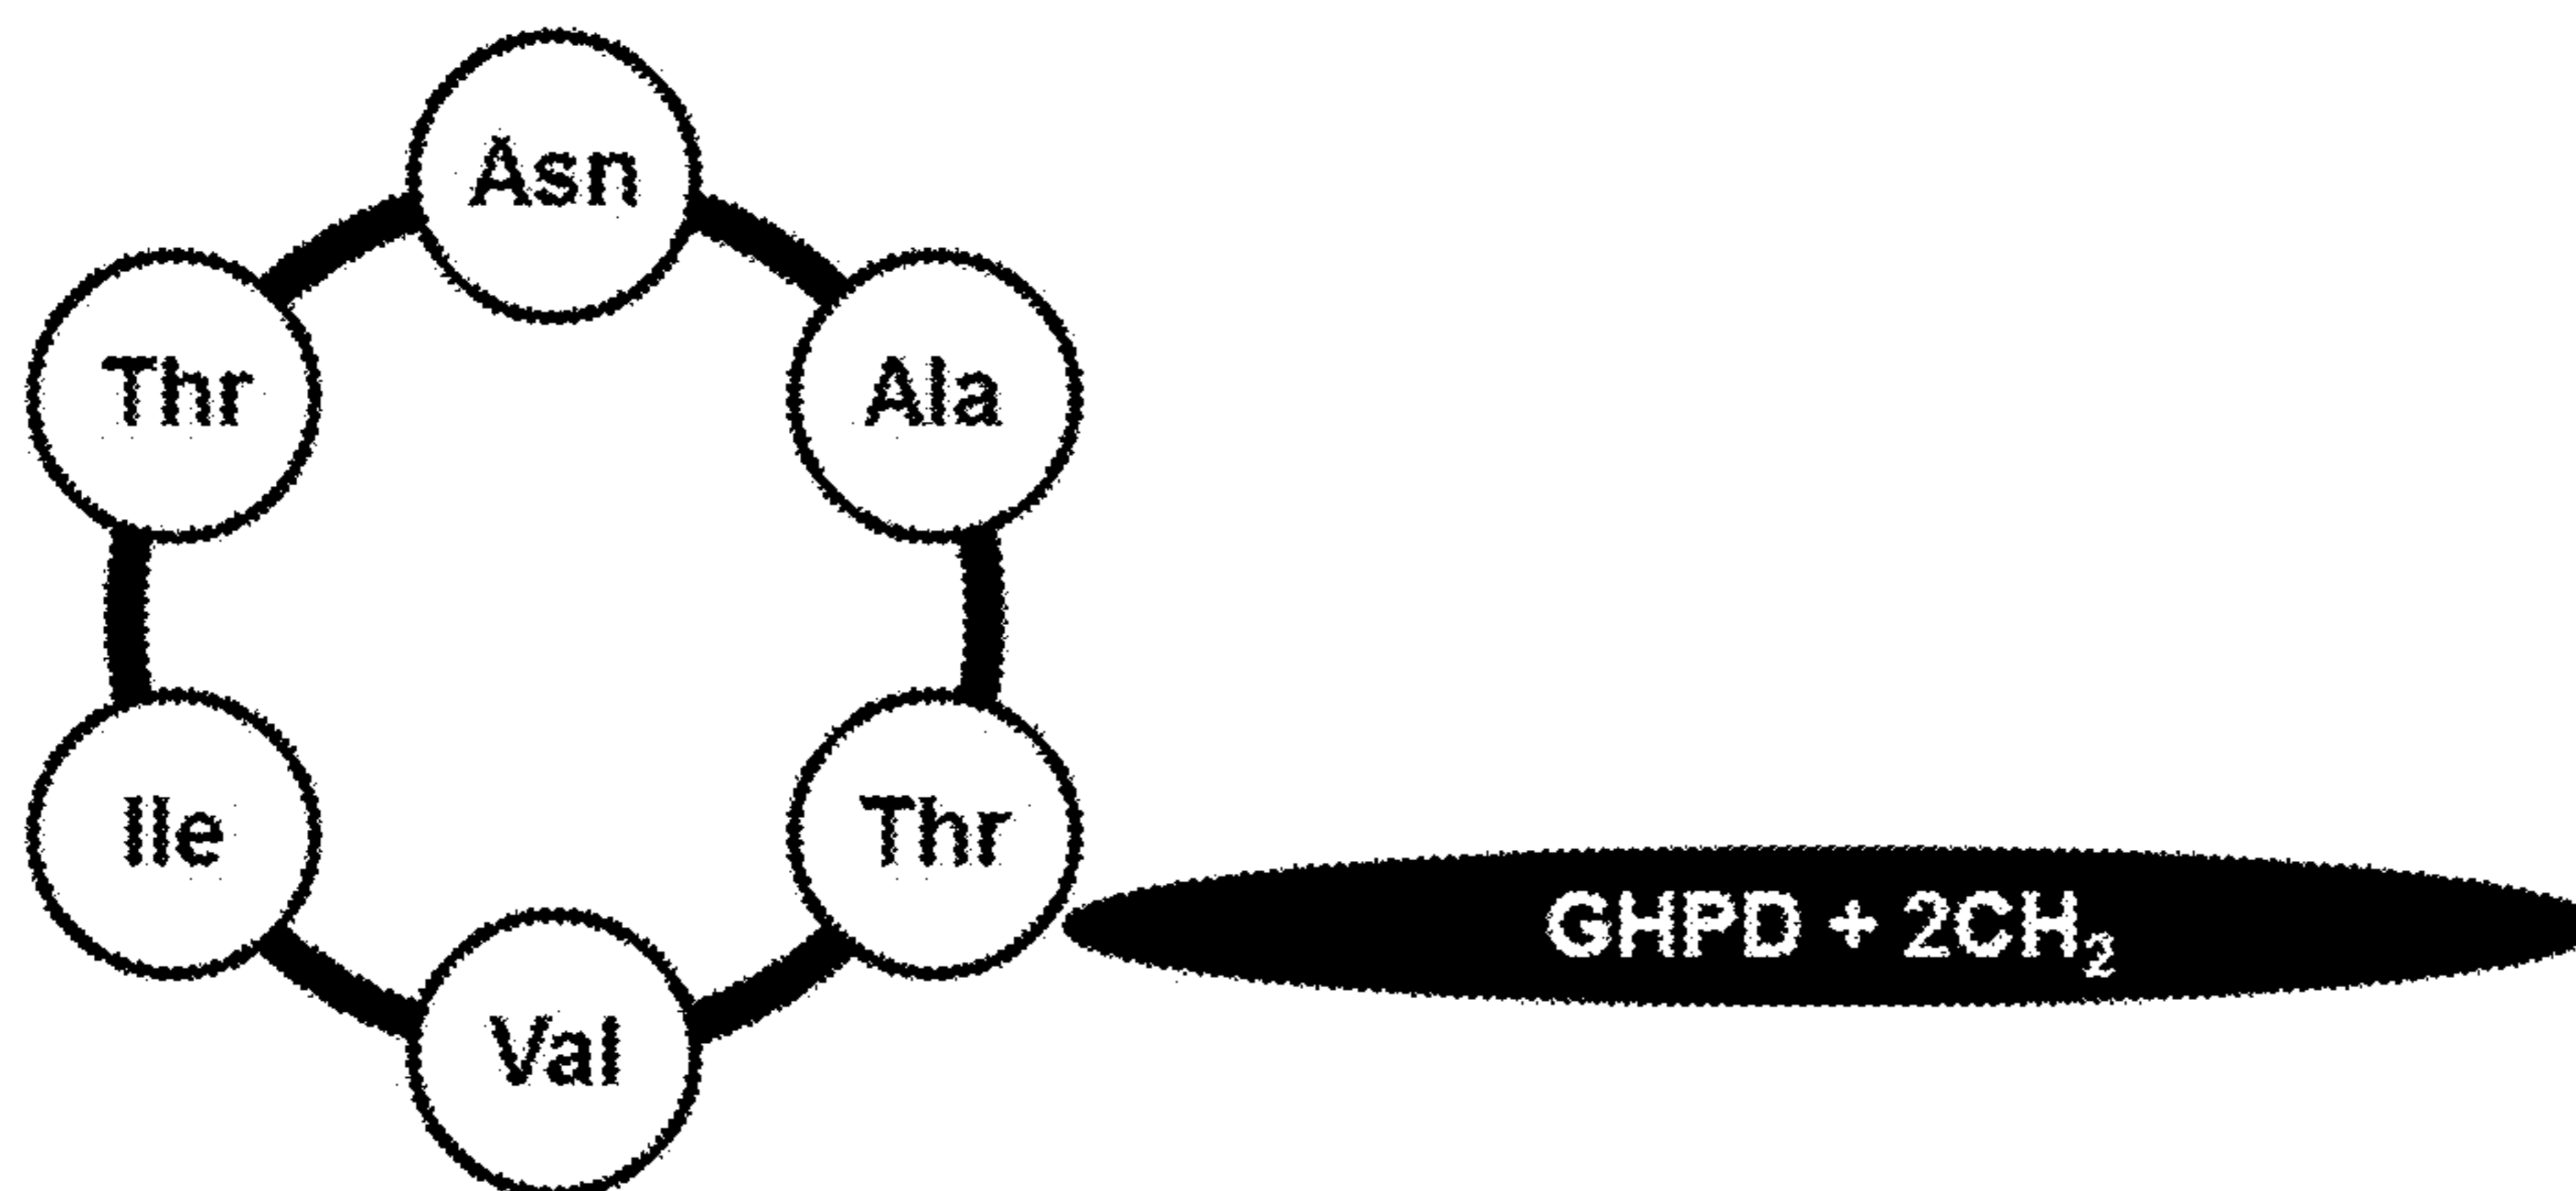 Asn
Thr
Ala
Ile
Thr
GHPD + 2CH₂
Val